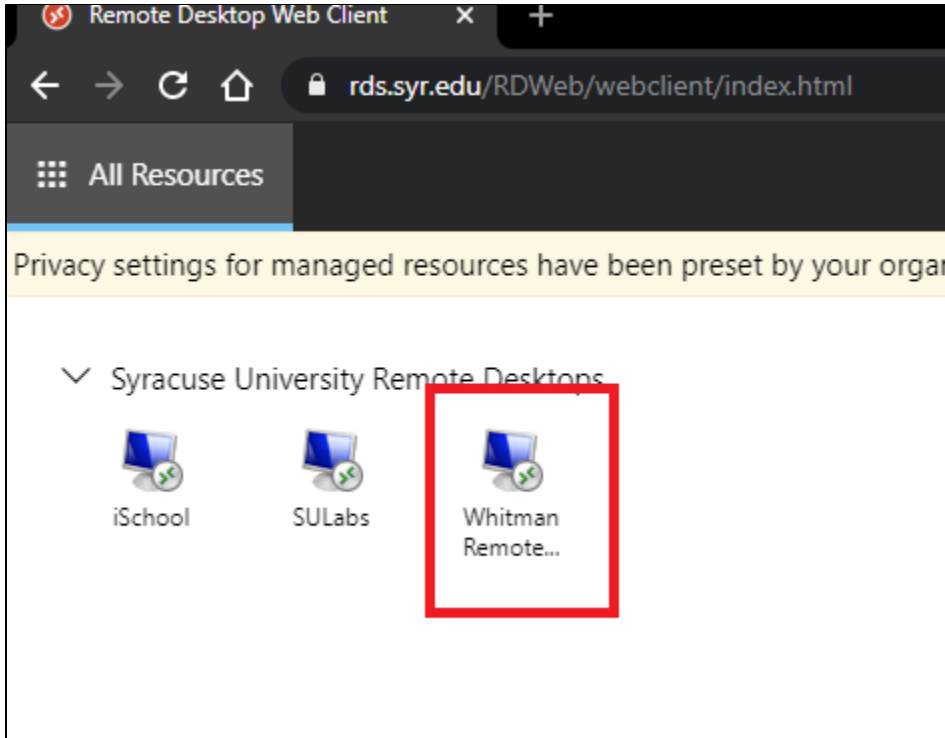 Remote Desktop Web Client
rds.syr.edu/RDWeb/webclient/index.html
All Resources
Privacy settings for managed resources have been preset by your
Syracuse University Remote Desktops
iSchool
SULabs
Whitman
Remote...